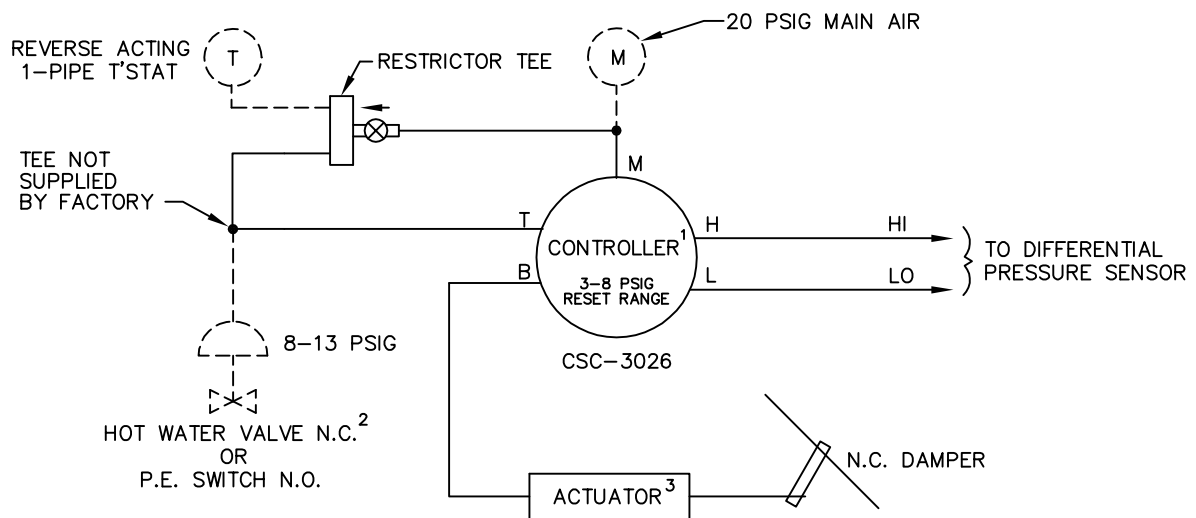 20 PSIG MAIN AIR
REVERSE ACTING
1-PIPE T'STAT
T
M
RESTRICTOR TEE
TEE NOT
SUPPLIED
BY FACTORY
M
T
H
HI
CONTROLLER¹
B
3-8 PSIG
RESET RANGE
L
LO
TO DIFFERENTIAL
PRESSURE SENSOR
8-13 PSIG
CSC-3026
HOT WATER VALVE N.C.²
OR
P.E. SWITCH N.O.
N.C. DAMPER
ACTUATOR³